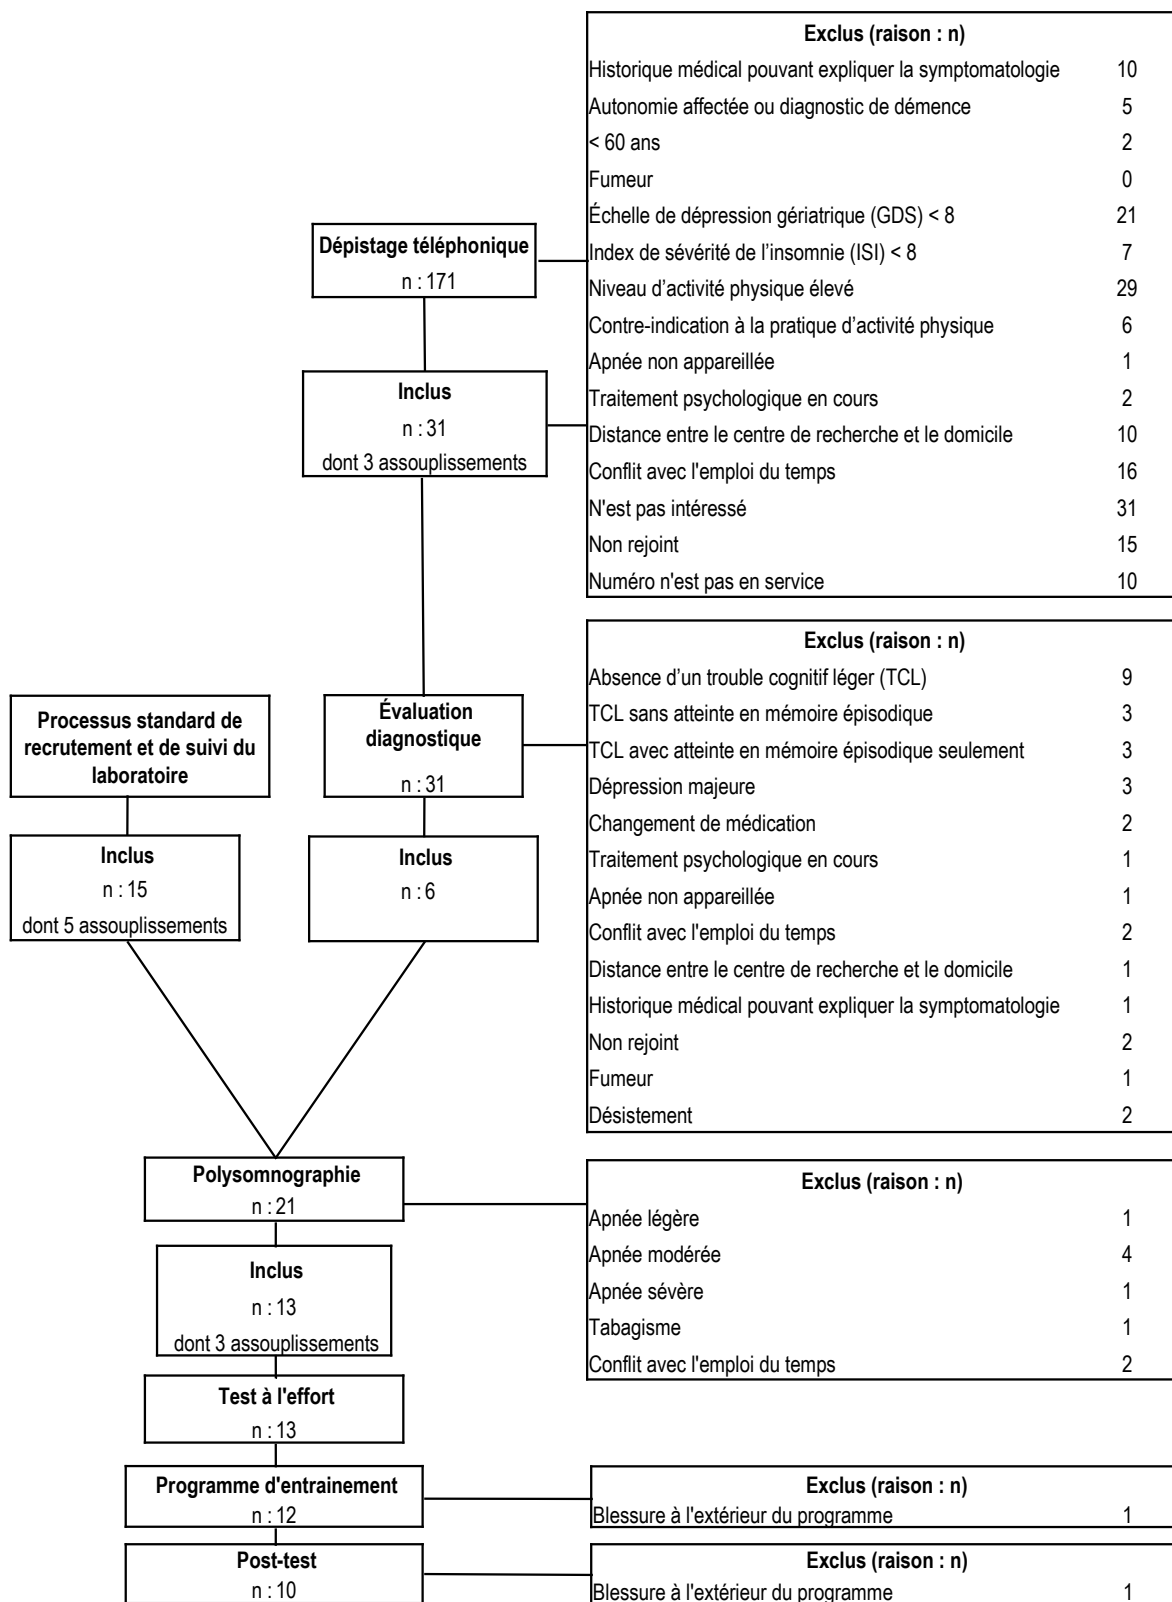 Exclus (raison : n)
Historique médical pouvant expliquer la symptomatologie 10
Autonomie affectée ou diagnostic de démence 5
< 60 ans 2
Fumeur 0
Échelle de dépression gériatrique (GDS) < 8 21
Index de sévérité de l'insomnie (ISI) < 8 7
Niveau d'activité physique élevé 29
Contre-indication à la pratique d'activité physique 6
Apnée non appareillée 1
Traitement psychologique en cours 2
Distance entre le centre de recherche et le domicile 10
Conflit avec l'emploi du temps 16
N'est pas intéressé 31
Non rejoint 15
Numéro n'est pas en service 10
Dépistage téléphonique
n : 171
Inclus
n : 31
dont 3 assouplissements
Exclus (raison : n)
Absence d'un trouble cognitif léger (TCL) 9
TCL sans atteinte en mémoire épisodique 3
TCL avec atteinte en mémoire épisodique seulement 3
Dépression majeure 3
Changement de médication 2
Traitement psychologique en cours 1
Apnée non appareillée 1
Conflit avec l'emploi du temps 2
Distance entre le centre de recherche et le domicile 1
Historique médical pouvant expliquer la symptomatologie 1
Non rejoint 2
Fumeur 1
Désistement 2
Processus standard de
recrutement et de suivi du
laboratoire
Évaluation
diagnostique
n : 31
Inclus
n : 15
dont 5 assouplissements
Inclus
n : 6
Polysomnographie
n : 21
Exclus (raison : n)
Apnée légère 1
Apnée modérée 4
Apnée sévère 1
Tabagisme 1
Conflit avec l'emploi du temps 2
Inclus
n : 13
dont 3 assouplissements
Test à l'effort
n : 13
Programme d'entrainement
n : 12
Exclus (raison : n)
Blessure à l'extérieur du programme 1
Post-test
n : 10
Exclus (raison : n)
Blessure à l'extérieur du programme 1